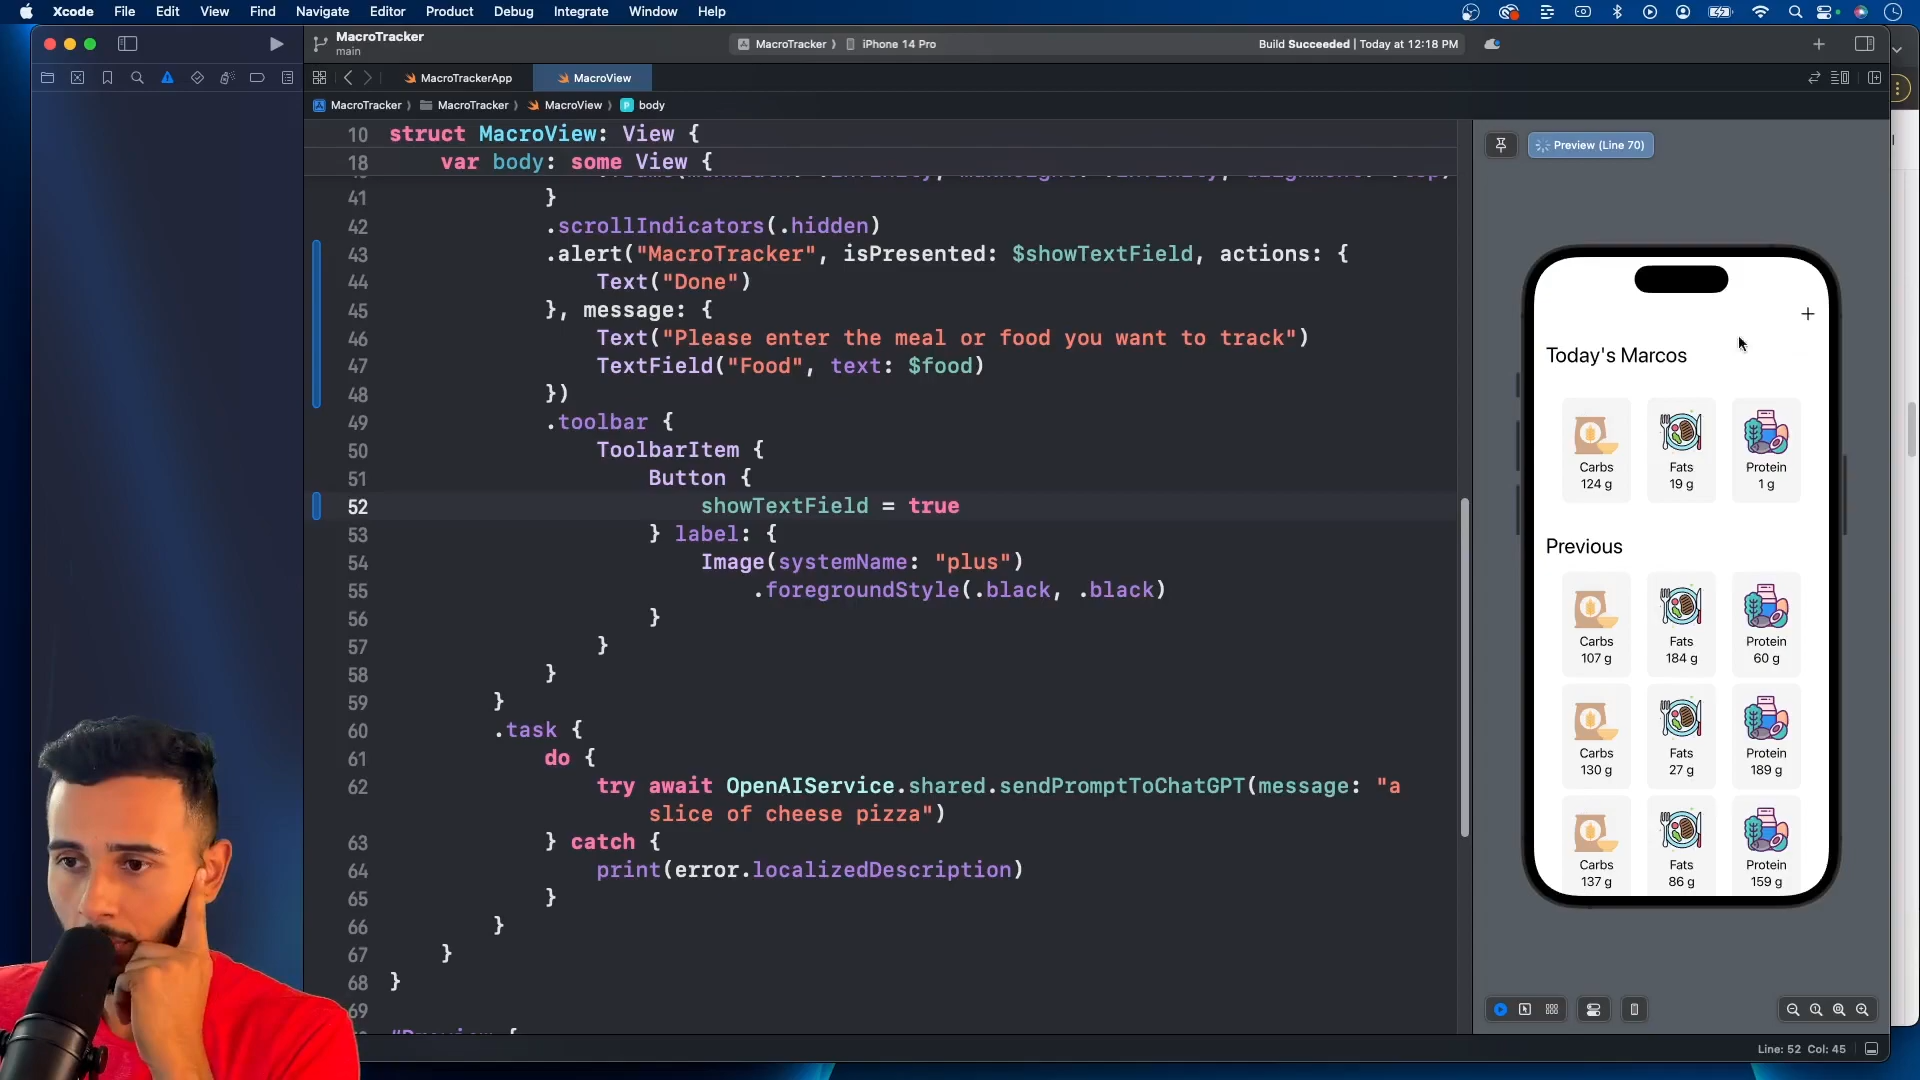 Xcode File Edit View Find Navigate Editor Product Debug Integrate Window Help
MacroTracker
main
MacroTracker iPhone 14 Pro
Build Succeeded | Today at 12:18 PM
MacroTrackerApp
MacroView
MacroTracker MacroTracker MacroView body
10 struct MacroView: View {
18 var body: some View {
41 }
42 .scrollIndicators(.hidden)
43 .alert("MacroTracker", isPresented: $showTextField, actions: {
44 Text("Done")
45 }, message: {
46 Text("Please enter the meal or food you want to track")
47 TextField("Food", text: $food)
48 })
49 .toolbar {
50 ToolbarItem {
51 Button {
52 showTextField = true
53 } label: {
54 Image(systemName: "plus")
55 .foregroundStyle(.black, .black)
56 }
57 }
58 }
59 }
60 .task {
61 do {
62 try await OpenAIService.shared.sendPromptToChatGPT(message: "a
slice of cheese pizza")
63 } catch {
64 print(error.localizedDescription)
65 }
66 }
67 }
68 }
69
Preview (Line 70)
Today's Marcos
Carbs Fats Protein
124 g 19 g 1 g
Previous
Carbs Fats Protein
107 g 184 g 60 g
Carbs Fats Protein
130 g 27 g 189 g
Carbs Fats Protein
137 g 86 g 159 g
Line: 52 Col: 45